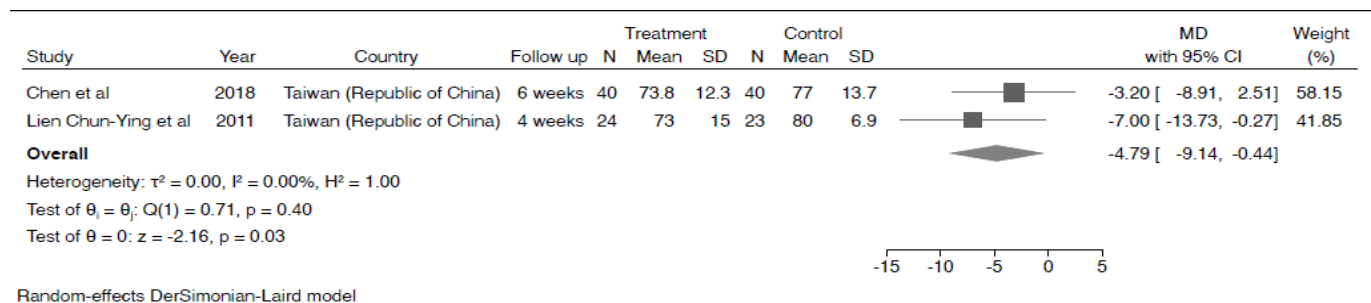 Treatment Control MD Weight
Study Year Country Follow up N Mean SD N Mean SD with 95% CI (%)
Chen et al 2018 Taiwan (Republic of China) 6 weeks 40 73.8 12.3 40 77 13.7 -3.20 [ -8.91, 2.51] 58.15
Lien Chun-Ying et al 2011 Taiwan (Republic of China) 4 weeks 24 73 15 23 80 6.9 -7.00 [ -13.73, -0.27] 41.85
Overall -4.79 [ -9.14, -0.44]
Heterogeneity: τ² = 0.00, I² = 0.00%, H² = 1.00
Test of θᵢ = θⱼ: Q(1) = 0.71, p = 0.40
Test of θ = 0: z = -2.16, p = 0.03
-15 -10 -5 0 5
Random-effects DerSimonian-Laird model